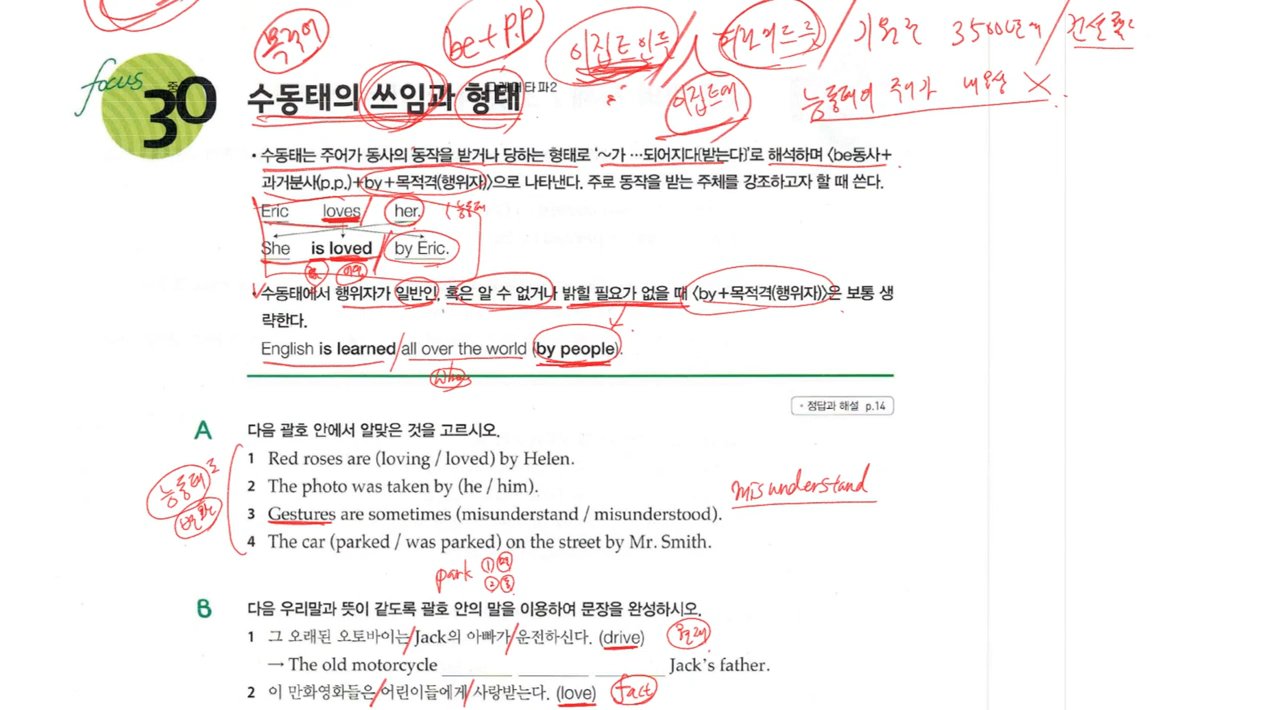 목적어 be+p.p 이집트인들 / 피라미드를 / 기원전 3500년에 / 건설했다
focus 30 수동태의 쓰임과 형태 그래머타파2 이집트에 능동태의 주어가 내용상 X
• 수동태는 주어가 동사의 동작을 받거나 당하는 형태로 '~가 …되어지다(받는다)'로 해석하며 〈be동사+
과거분사(p.p.)+by+목적격(행위자)〉으로 나타낸다. 주로 동작을 받는 주체를 강조하고자 할 때 쓴다.
Eric loves her. (능동태
She is loved by Eric.
• 수동태에서 행위자가 일반인, 혹은 알 수 없거나 밝힐 필요가 없을 때 〈by+목적격(행위자)〉은 보통 생
략한다.
English is learned all over the world (by people).
• 정답과 해설 p.14
A 다음 괄호 안에서 알맞은 것을 고르시오.
1 Red roses are (loving / loved) by Helen.
능동태로
변환
2 The photo was taken by (he / him).
misunderstand
3 Gestures are sometimes (misunderstand / misunderstood).
4 The car (parked / was parked) on the street by Mr. Smith.
park ① ②
B 다음 우리말과 뜻이 같도록 괄호 안의 말을 이용하여 문장을 완성하시오.
1 그 오래된 오토바이는 / Jack의 아빠가 / 운전하신다. (drive) 현재
→ The old motorcycle ______ ______ ______ Jack's father.
2 이 만화영화들은 / 어린이들에게 / 사랑받는다. (love) fact